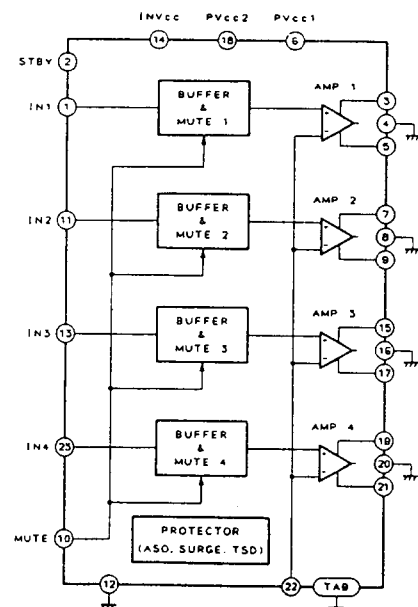 INVcc PVcc2 PVcc1
14 18 6
STBY 2
AMP 1
IN1 1
BUFFER
&
MUTE 1
+
-
3
4
5
AMP 2
IN2 11
BUFFER
&
MUTE 2
+
-
7
8
9
AMP 3
IN3 13
BUFFER
&
MUTE 3
+
-
15
16
17
AMP 4
IN4 25
BUFFER
&
MUTE 4
+
-
19
20
21
MUTE 10
PROTECTOR
(ASO. SURGE. TSD)
12 22 TAB